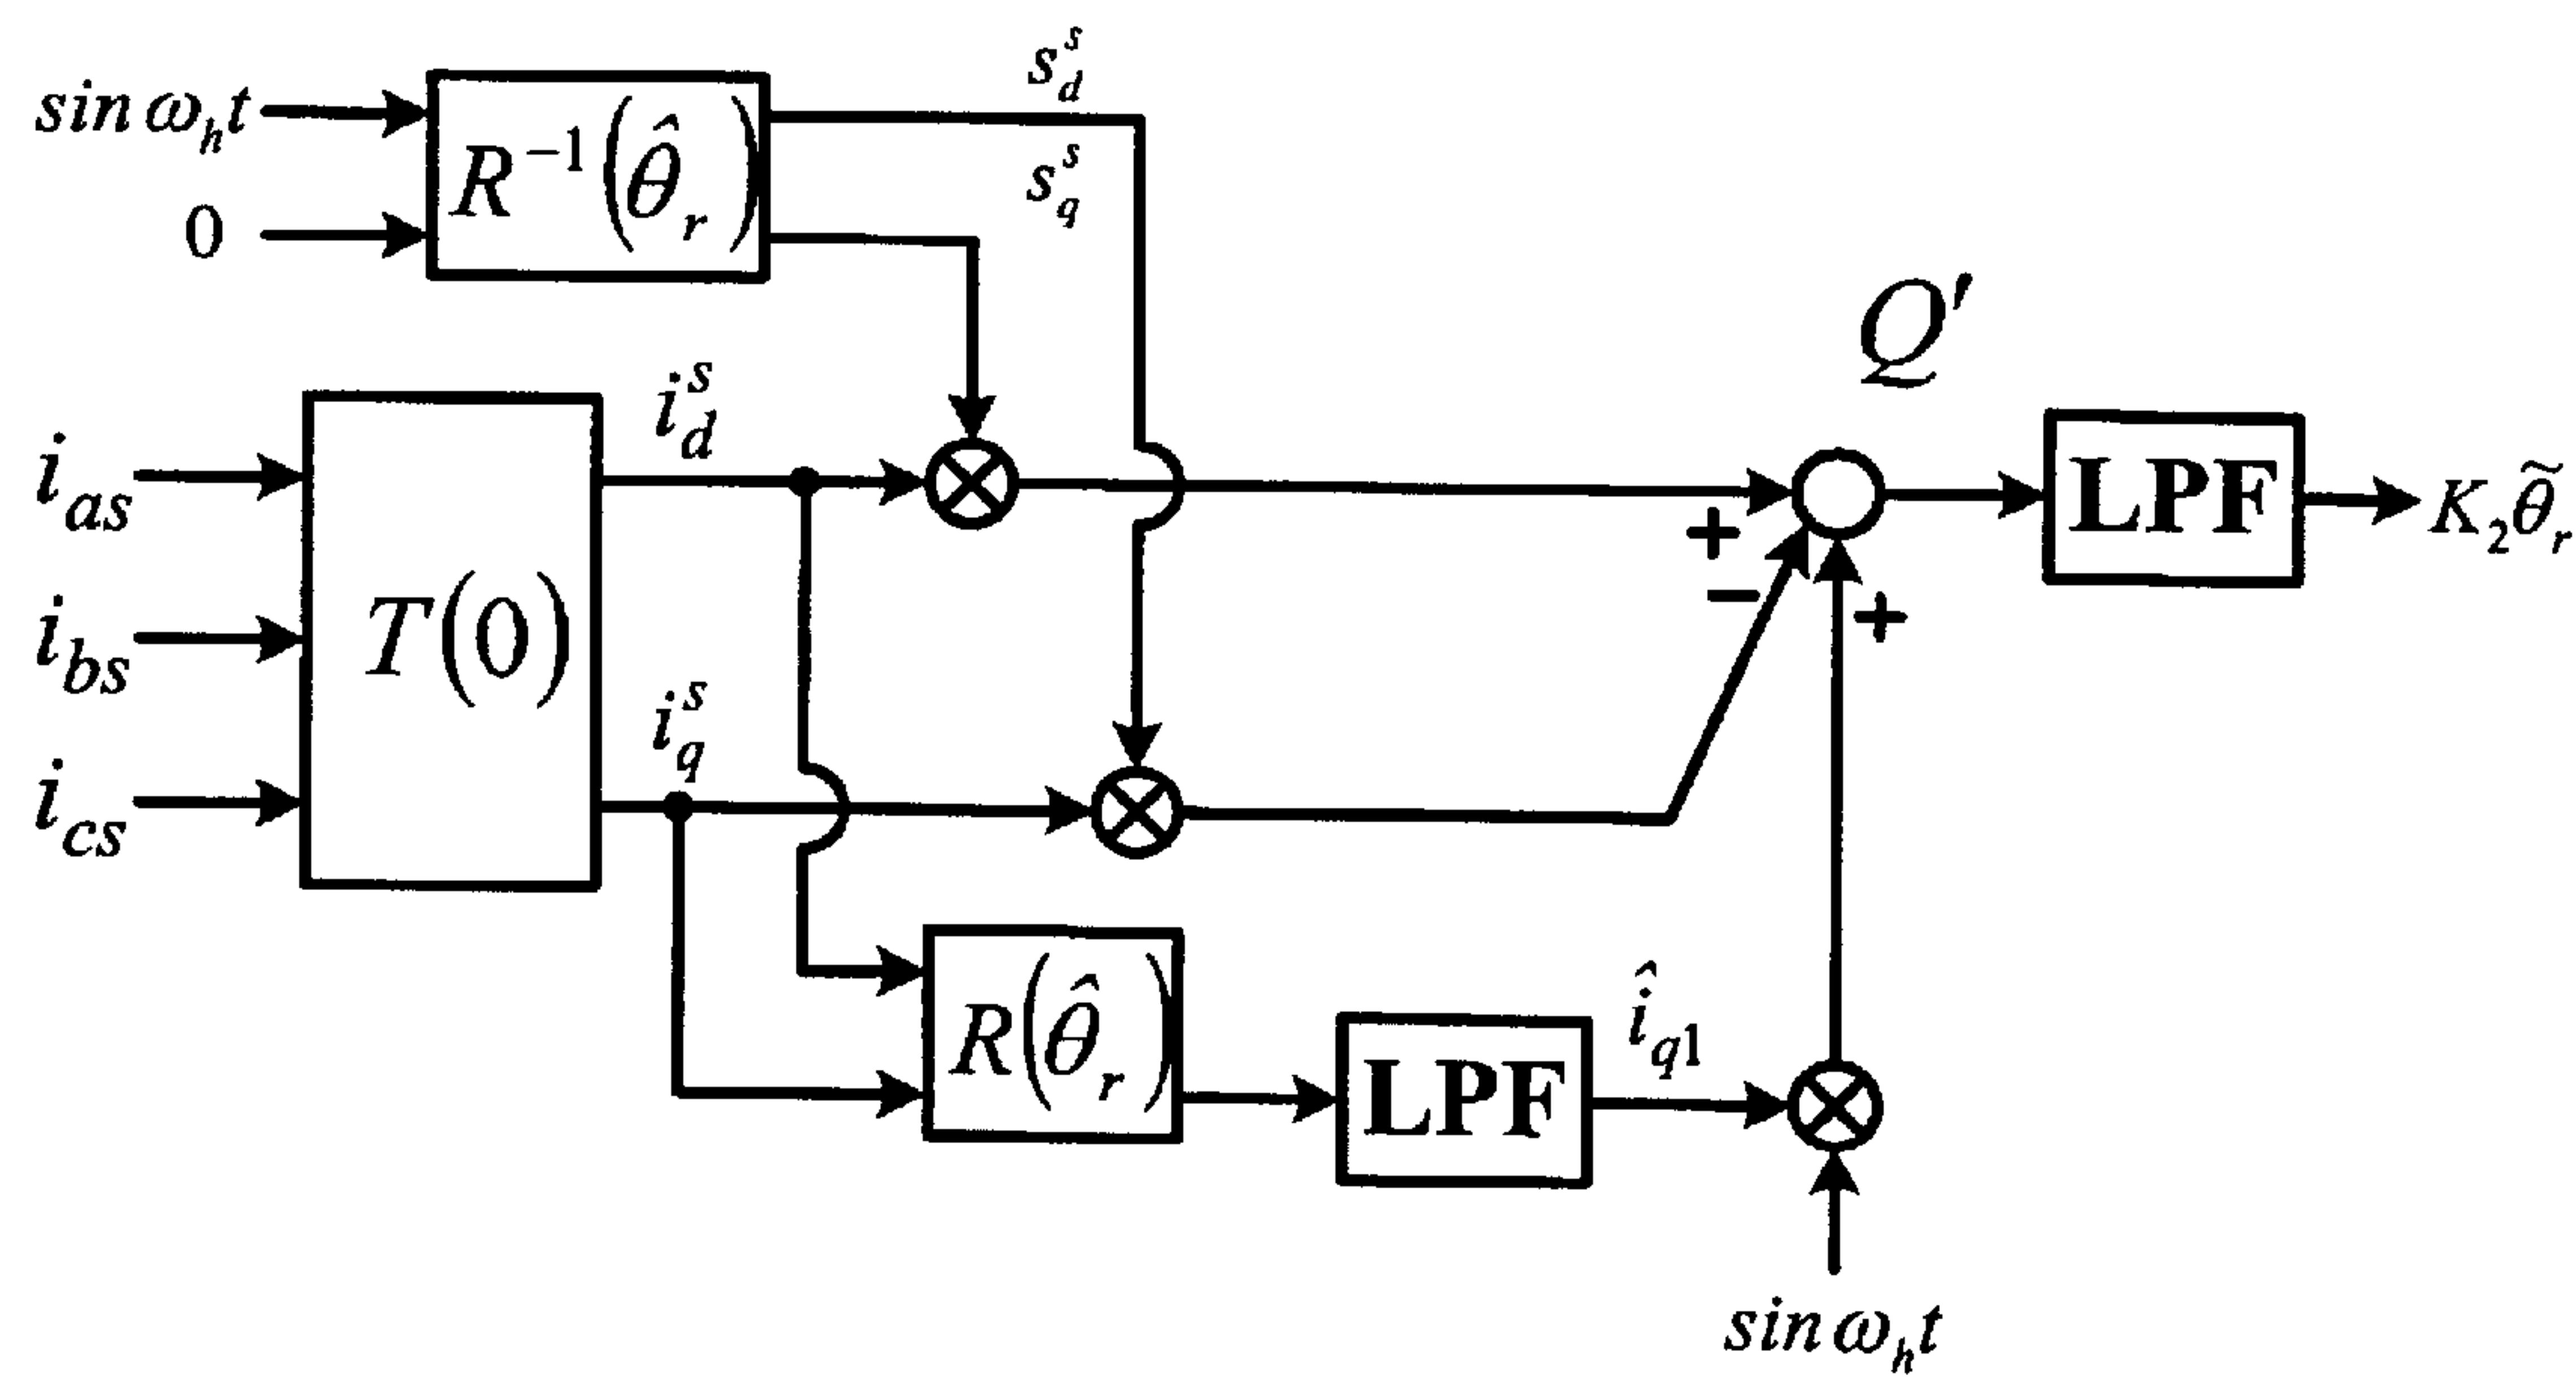 sin ω_h t
0
R^{-1}(θ̂_r)
s_d^s
s_q^s
i_as
i_bs
i_cs
T(0)
i_d^s
i_q^s
Q′
+
−
+
LPF
K_2 θ̃_r
R(θ̂_r)
LPF
î_q1
sin ω_h t